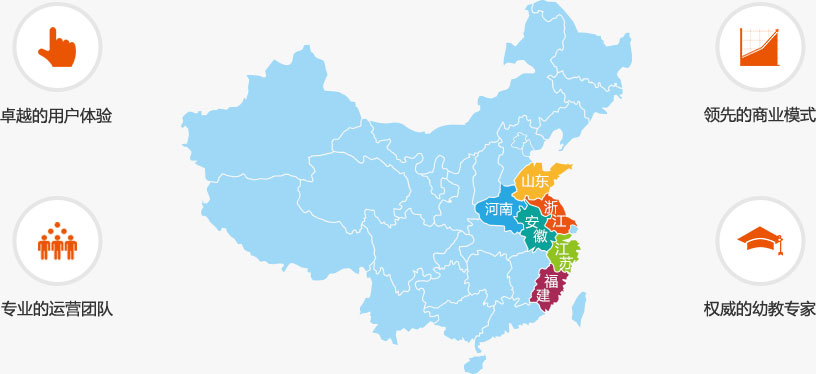 卓越的用户体验
领先的商业模式
山东
河南
浙
江
安
徽
江
苏
福
建
专业的运营团队
权威的幼教专家